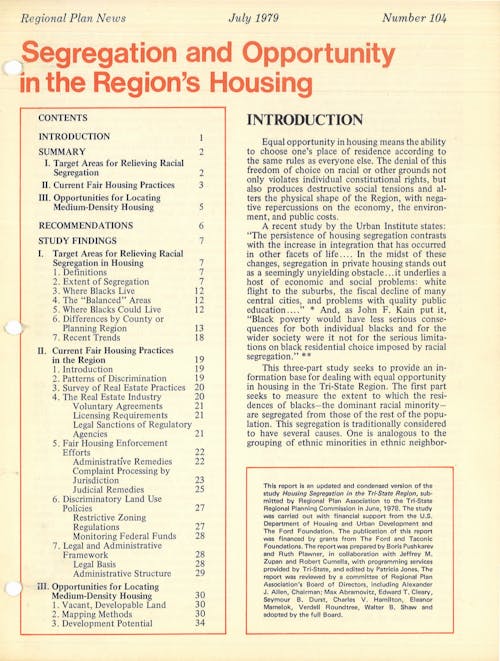 Regional Plan News July 1979 Number 104
Segregation and Opportunity
in the Region's Housing
CONTENTS
INTRODUCTION 1
SUMMARY 2
I. Target Areas for Relieving Racial
Segregation 2
II. Current Fair Housing Practices 3
III. Opportunities for Locating
Medium-Density Housing 5
RECOMMENDATIONS 6
STUDY FINDINGS 7
I. Target Areas for Relieving Racial
Segregation in Housing 7
1. Definitions 7
2. Extent of Segregation 7
3. Where Blacks Live 12
4. The "Balanced" Areas 12
5. Where Blacks Could Live 12
6. Differences by County or
Planning Region 13
7. Recent Trends 18
II. Current Fair Housing Practices
in the Region 19
1. Introduction 19
2. Patterns of Discrimination 19
3. Survey of Real Estate Practices 20
4. The Real Estate Industry 20
Voluntary Agreements 21
Licensing Requirements 21
Legal Sanctions of Regulatory
Agencies 21
5. Fair Housing Enforcement
Efforts 22
Administrative Remedies 22
Complaint Processing by
Jurisdiction 23
Judicial Remedies 25
6. Discriminatory Land Use
Policies 27
Restrictive Zoning
Regulations 27
Monitoring Federal Funds 28
7. Legal and Administrative
Framework 28
Legal Basis 28
Administrative Structure 29
III. Opportunities for Locating
Medium-Density Housing 30
1. Vacant, Developable Land 30
2. Mapping Methods 30
3. Development Potential 34
INTRODUCTION
Equal opportunity in housing means the ability
to choose one's place of residence according to
the same rules as everyone else. The denial of this
freedom of choice on racial or other grounds not
only violates individual constitutional rights, but
also produces destructive social tensions and al-
ters the physical shape of the Region, with nega-
tive repercussions on the economy, the environ-
ment, and public costs.
A recent study by the Urban Institute states:
"The persistence of housing segregation contrasts
with the increase in integration that has occurred
in other facets of life.... In the midst of these
changes, segregation in private housing stands out
as a seemingly unyielding obstacle...it underlies a
host of economic and social problems: white
flight to the suburbs, the fiscal decline of many
central cities, and problems with quality public
education...." * And, as John F. Kain put it,
"Black poverty would have less serious conse-
quences for both individual blacks and for the
wider society were it not for the serious limita-
tions on black residential choice imposed by racial
segregation." **
This three-part study seeks to provide an in-
formation base for dealing with equal opportunity
in housing in the Tri-State Region. The first part
seeks to measure the extent to which the resi-
dences of blacks—the dominant racial minority—
are segregated from those of the rest of the popu-
lation. This segregation is traditionally considered
to have several causes. One is analogous to the
grouping of ethnic minorities in ethnic neighbor-
This report is an updated and condensed version of the
study Housing Segregation in the Tri-State Region, sub-
mitted by Regional Plan Association to the Tri-State
Regional Planning Commission in June, 1978. The study
was carried out with financial support from the U.S.
Department of Housing and Urban Development and
The Ford Foundation. The publication of this report
was financed by grants from The Ford and Taconic
Foundations. The report was prepared by Boris Pushkarev
and Ruth Plawner, in collaboration with Jeffrey M.
Zupan and Robert Cumella, with programming services
provided by Tri-State, and edited by Patricia Jones. The
report was reviewed by a committee of Regional Plan
Association's Board of Directors, including Alexander
J. Allen, Chairman; Max Abramovitz, Edward T. Cleary,
Seymour B. Durst, Charles V. Hamilton, Eleanor
Marnelok, Verdell Roundtree, Walter B. Shaw and
adopted by the full Board.